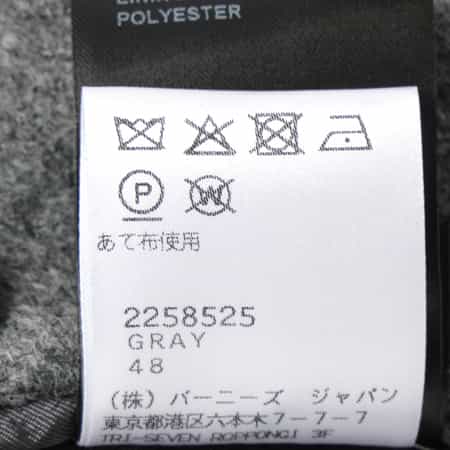 POLYESTER
P
W
あて布使用
2258525
GRAY
48
(株) バーニーズ ジャパン
東京都港区六本木7-7-7
TRI-SEVEN ROPPONGI 3F